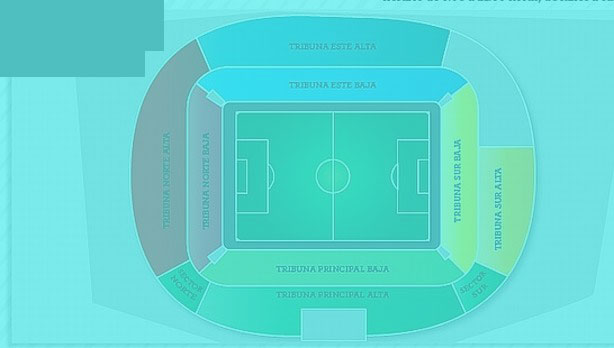 TRIBUNA ESTE ALTA
TRIBUNA ESTE BAJA
TRIBUNA NORTE ALTA
TRIBUNA NORTE BAJA
TRIBUNA SUR BAJA
TRIBUNA SUR ALTA
TRIBUNA PRINCIPAL BAJA
TRIBUNA PRINCIPAL ALTA
SECTOR
NORTE
SECTOR
SUR